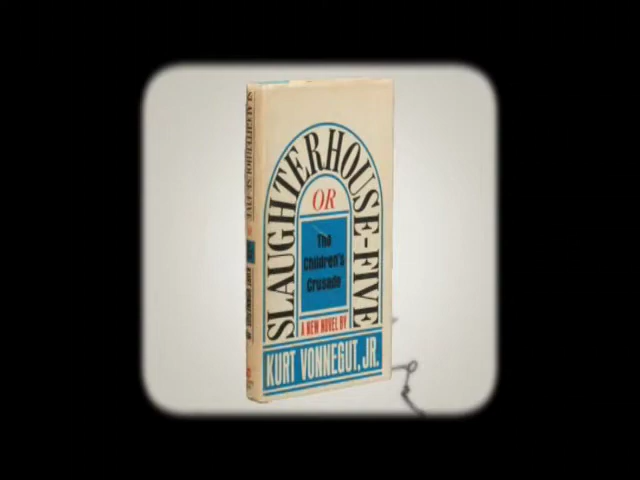 SLAUGHTERHOUSE-FIVE
OR
The
Children's
Crusade
A NEW NOVEL BY
KURT VONNEGUT, JR.